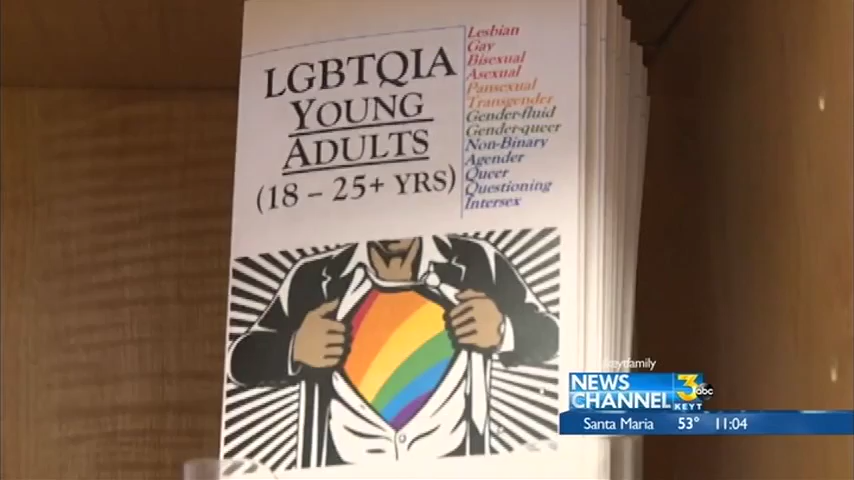 LGBTQIA
YOUNG
ADULTS
(18 – 25+ YRS)
Lesbian
Gay
Bisexual
Asexual
Pansexual
Transgender
Gender-fluid
Gender-queer
Non-Binary
Agender
Queer
Questioning
Intersex
keytfamily
NEWS
CHANNEL 3 abc
KEYT
Santa Maria 53° 11:04